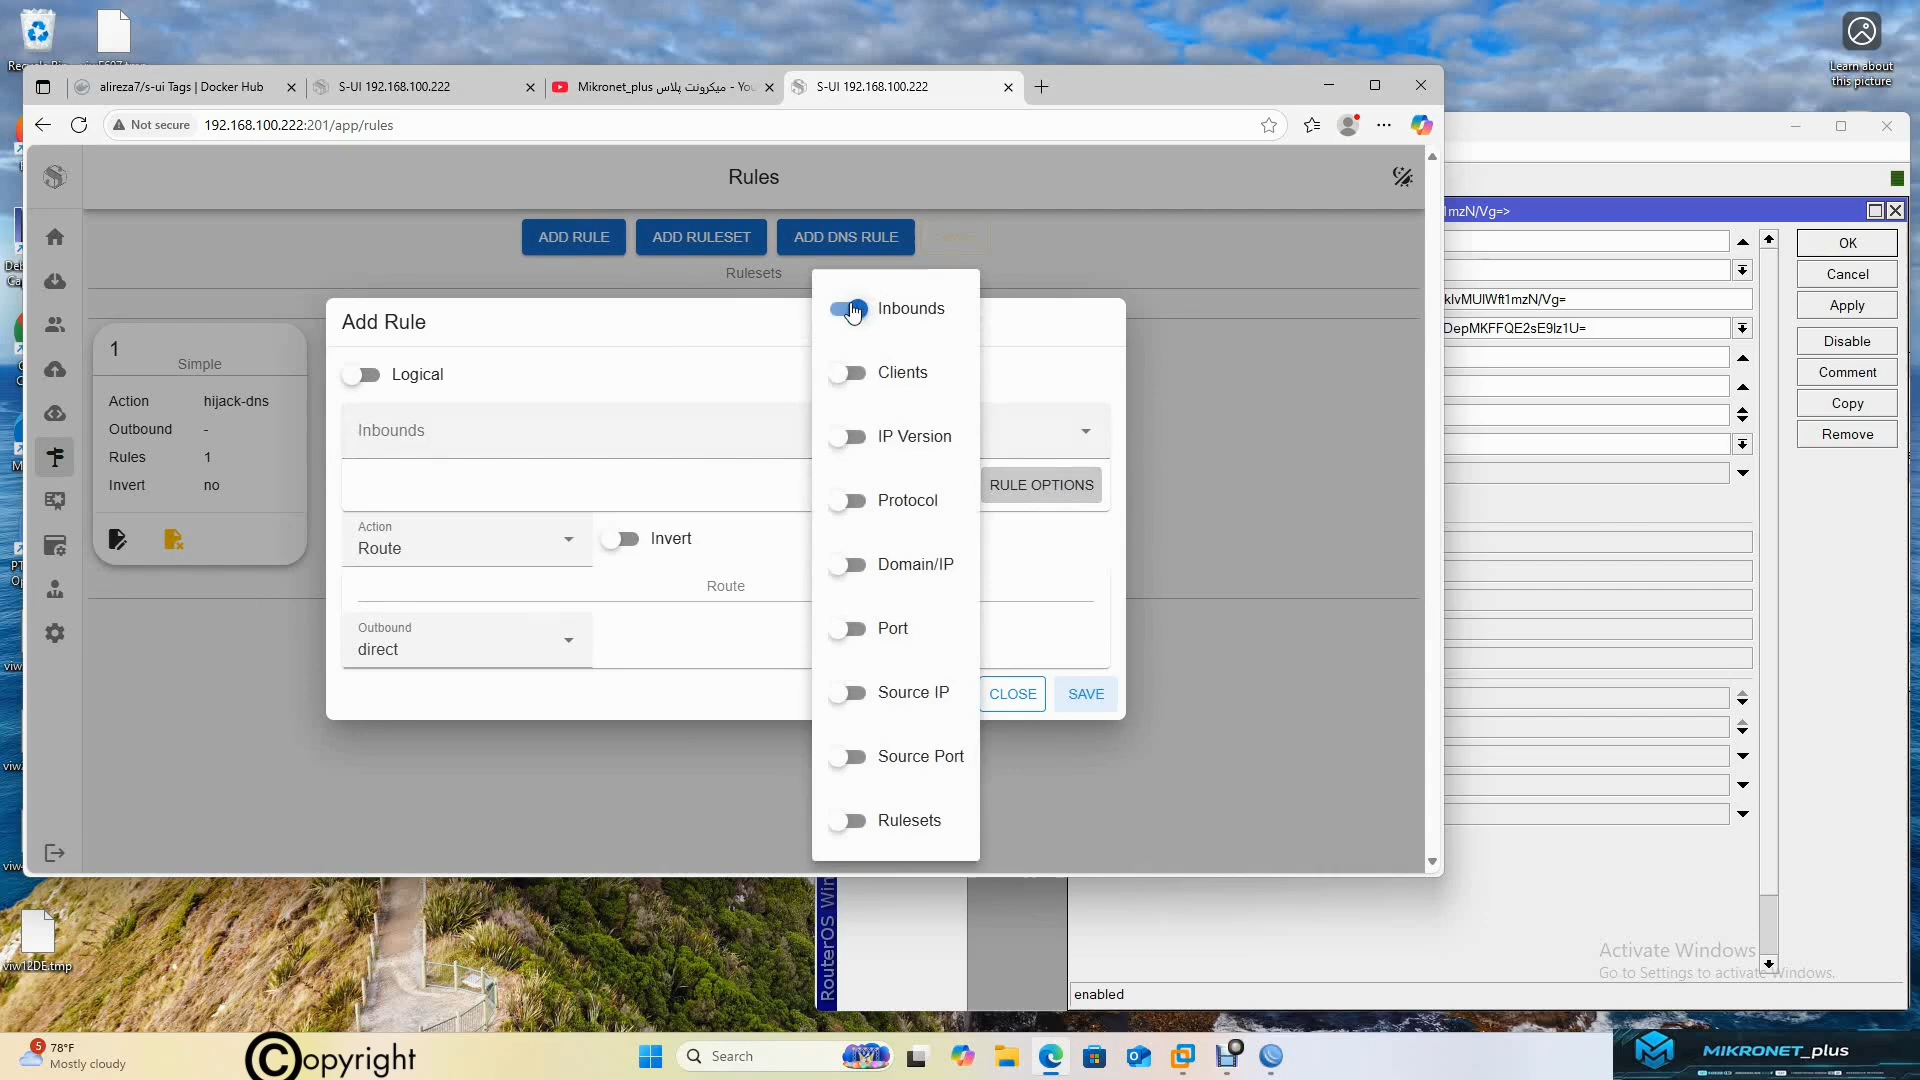 Learn about
this picture
alireza7/s-ui Tags | Docker Hub
S-UI 192.168.100.222
Mikronet_plus میکرونت پلاس - You
S-UI 192.168.100.222
Not secure
192.168.100.222:201/app/rules
Rules
ADD RULE
ADD RULESET
ADD DNS RULE
Rulesets
1
Simple
Action hijack-dns
Outbound -
Rules 1
Invert no
Add Rule
Logical
Inbounds
RULE OPTIONS
Action
Route
Invert
Route
Outbound
direct
CLOSE
SAVE
Inbounds
Clients
IP Version
Protocol
Domain/IP
Port
Source IP
Source Port
Rulesets
OK
Cancel
Apply
Disable
Comment
Copy
Remove
enabled
RouterOS Win
Activate Windows
Go to Settings to activate Windows.
viw12DE.tmp
5
78°F
Mostly cloudy
Copyright
Search
MIKRONET_plus